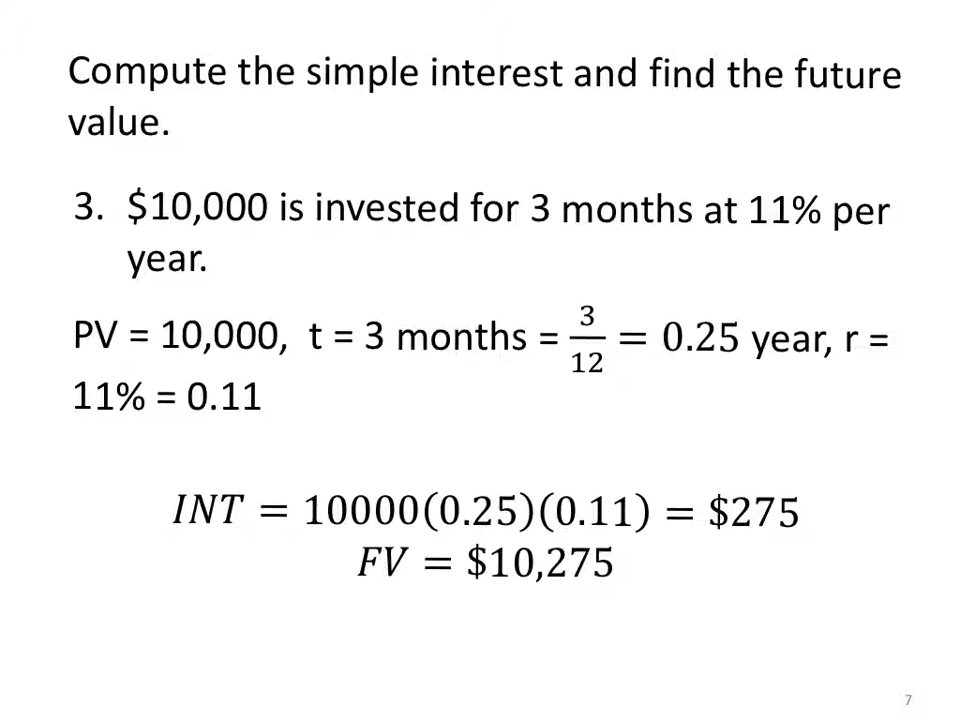 Compute the simple interest and find the future
value.
3. $10,000 is invested for 3 months at 11% per
year.
PV = 10,000, t = 3 months = 3/12 = 0.25 year, r =
11% = 0.11
INT = 10000(0.25)(0.11) = $275
FV = $10,275
7